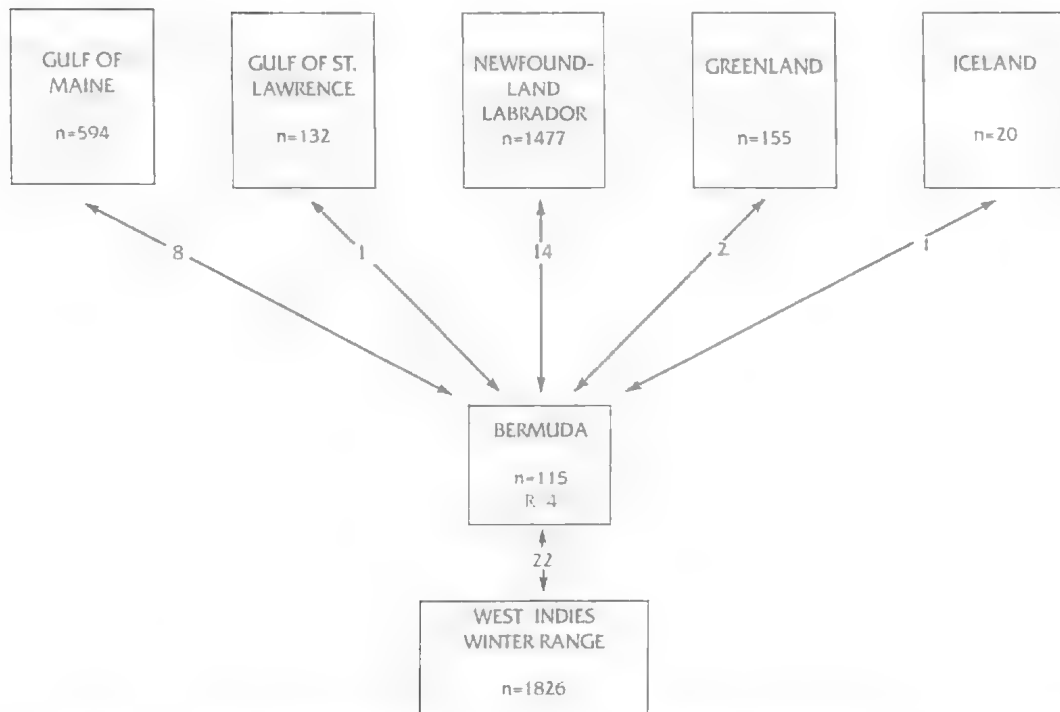 GULF OF
MAINE
n=594
GULF OF ST.
LAWRENCE
n=132
NEWFOUND-
LAND
LABRADOR
n=1477
GREENLAND
n=155
ICELAND
n=20
8
1
14
2
1
BERMUDA
n=115
R 4
22
WEST INDIES
WINTER RANGE
n=1826